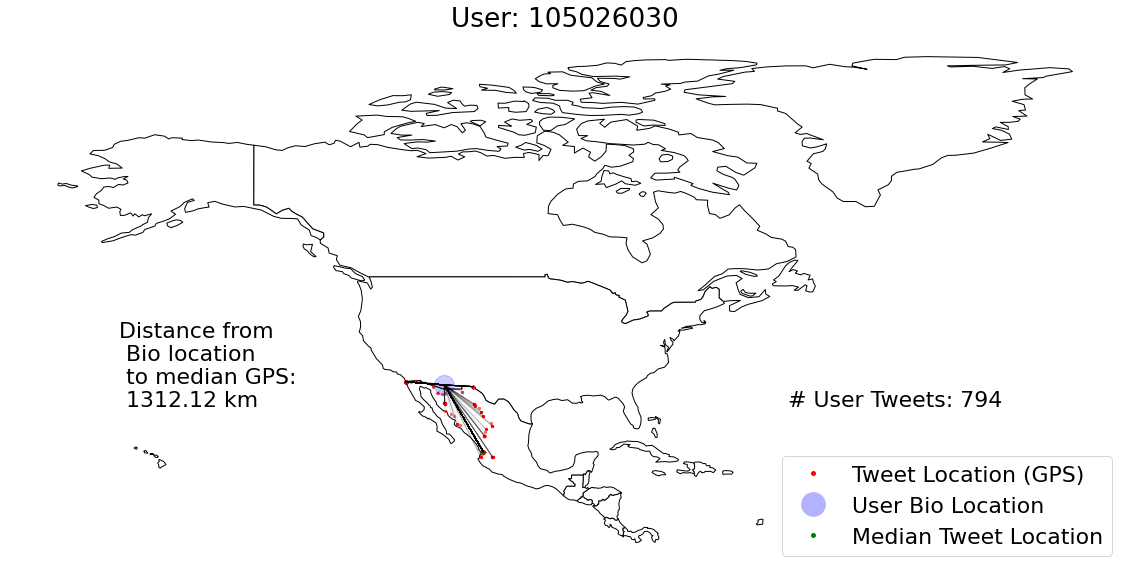 User: 105026030
Distance from
Bio location
to median GPS:
1312.12 km
# User Tweets: 794
Tweet Location (GPS)
User Bio Location
Median Tweet Location